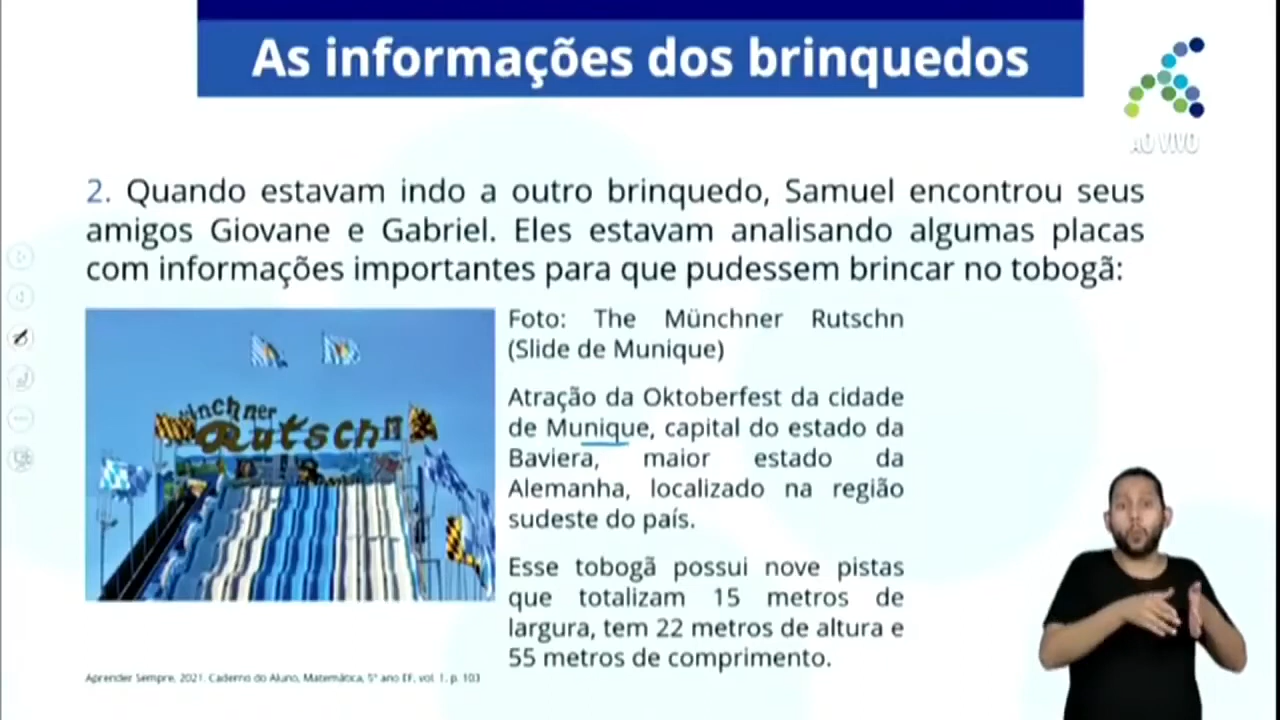 As informações dos brinquedos
AO VIVO
2. Quando estavam indo a outro brinquedo, Samuel encontrou seus
amigos Giovane e Gabriel. Eles estavam analisando algumas placas
com informações importantes para que pudessem brincar no tobogã:
nchner
Rutschn
Foto: The Münchner Rutschn
(Slide de Munique)
Atração da Oktoberfest da cidade
de Munique, capital do estado da
Baviera, maior estado da
Alemanha, localizado na região
sudeste do país.
Esse tobogã possui nove pistas
que totalizam 15 metros de
largura, tem 22 metros de altura e
55 metros de comprimento.
Aprender Sempre, 2021. Caderno do Aluno, Matemática, 5º ano EF, vol. 1, p. 103